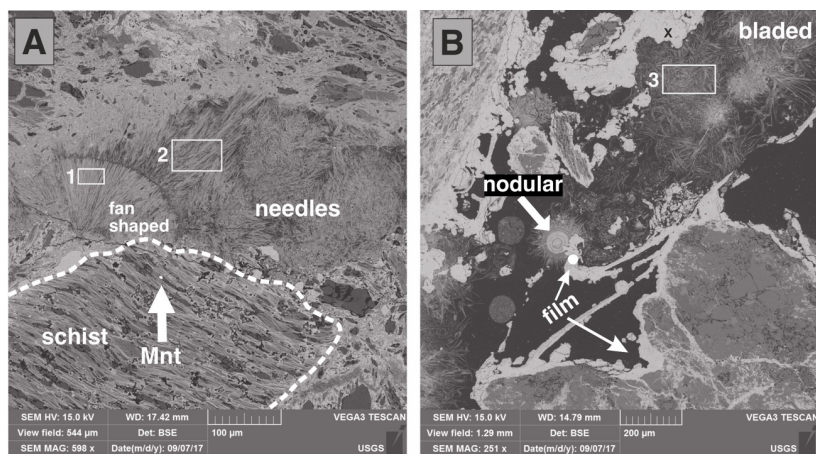 A
1
2
fan
shaped
needles
schist
Mnt
SEM HV: 15.0 kV
WD: 17.42 mm
VEGA3 TESCAN
View field: 544 µm
Det: BSE
100 µm
SEM MAG: 598 x
Date(m/d/y): 09/07/17
USGS
B
x
bladed
3
nodular
film
SEM HV: 15.0 kV
WD: 14.79 mm
VEGA3 TESCAN
View field: 1.29 mm
Det: BSE
200 µm
SEM MAG: 251 x
Date(m/d/y): 09/07/17
USGS